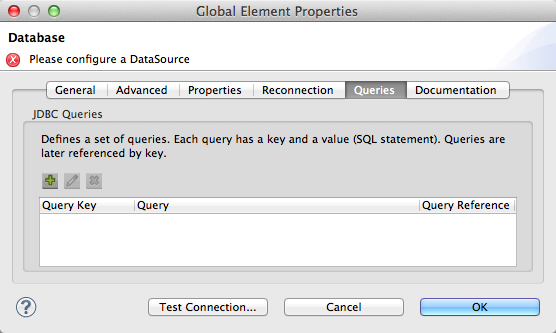 Global Element Properties
Database
Please configure a DataSource
General Advanced Properties Reconnection Queries Documentation
JDBC Queries
Defines a set of queries. Each query has a key and a value (SQL statement). Queries are
later referenced by key.
Query Key Query Query Reference
? Test Connection... Cancel OK